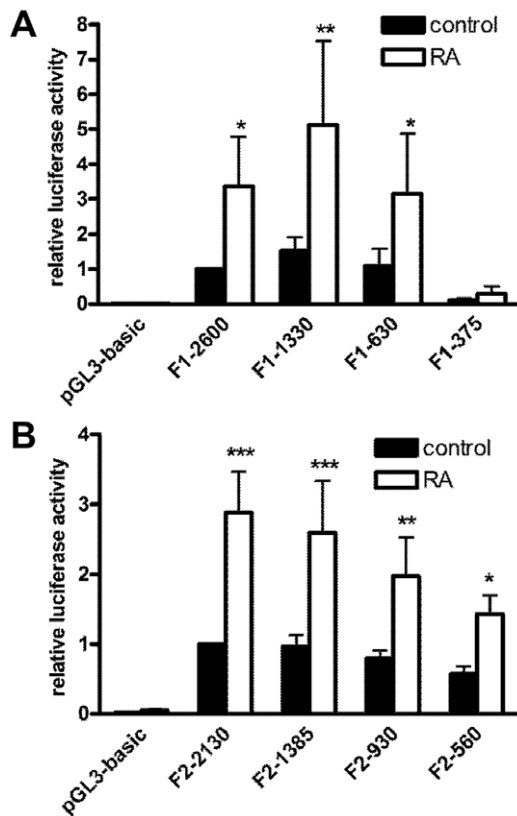 A
relative luciferase activity
8
7
6
5
4
3
2
1
0
control
RA
*
**
*
pGL3-basic
F1-2600
F1-1330
F1-630
F1-375
B
relative luciferase activity
4
3
2
1
0
control
RA
***
***
**
*
pGL3-basic
F2-2130
F2-1385
F2-930
F2-560